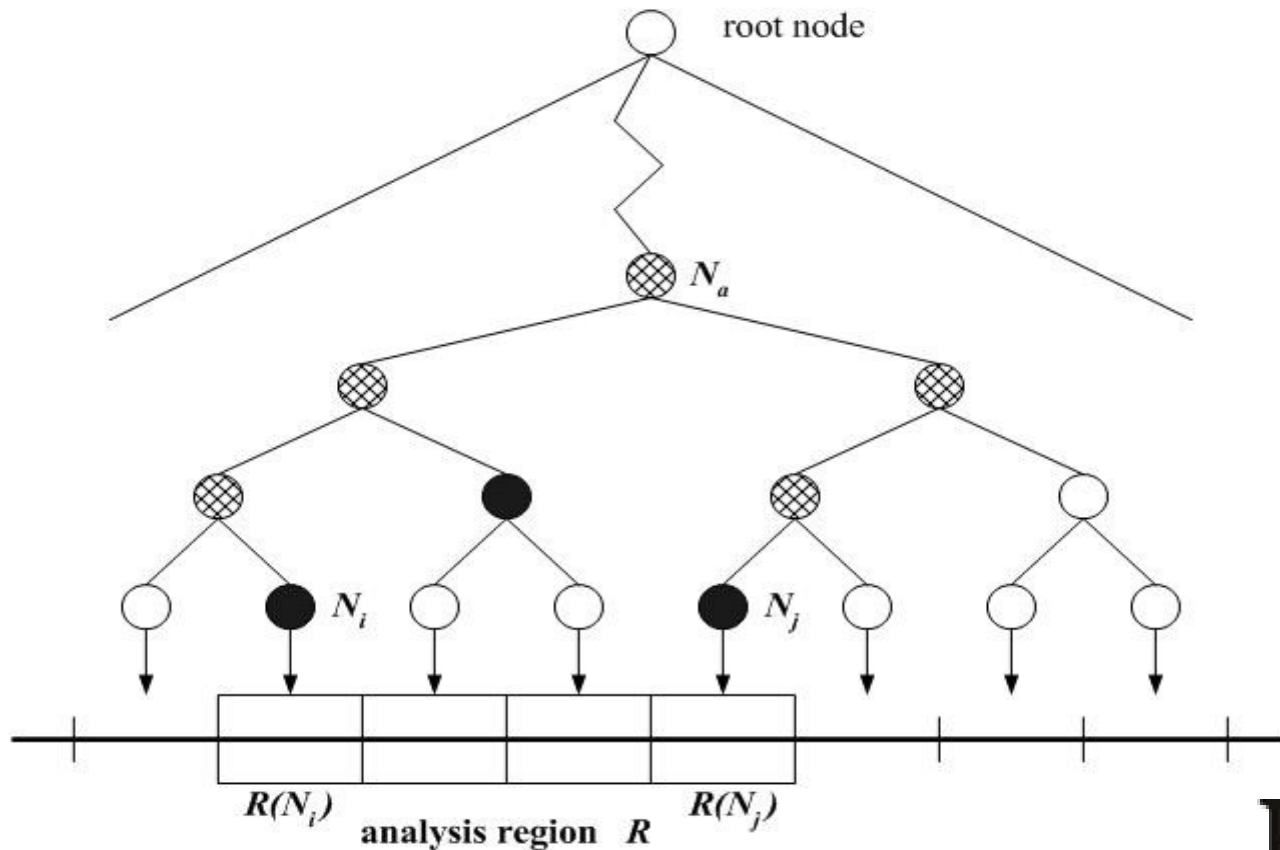 root node
N_a
N_i
N_j
R(N_i)
R(N_j)
analysis region R